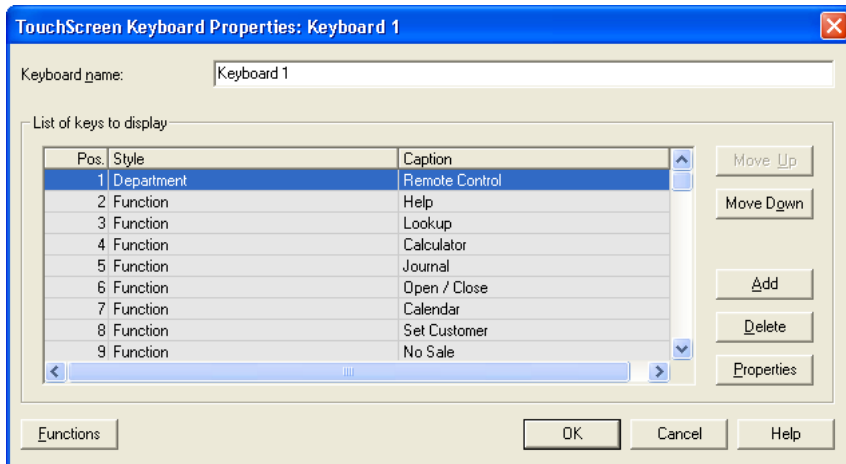 TouchScreen Keyboard Properties: Keyboard 1
Keyboard name: Keyboard 1
List of keys to display
Pos. Style Caption
1 Department Remote Control
2 Function Help
3 Function Lookup
4 Function Calculator
5 Function Journal
6 Function Open / Close
7 Function Calendar
8 Function Set Customer
9 Function No Sale
Move Up
Move Down
Add
Delete
Properties
Functions OK Cancel Help